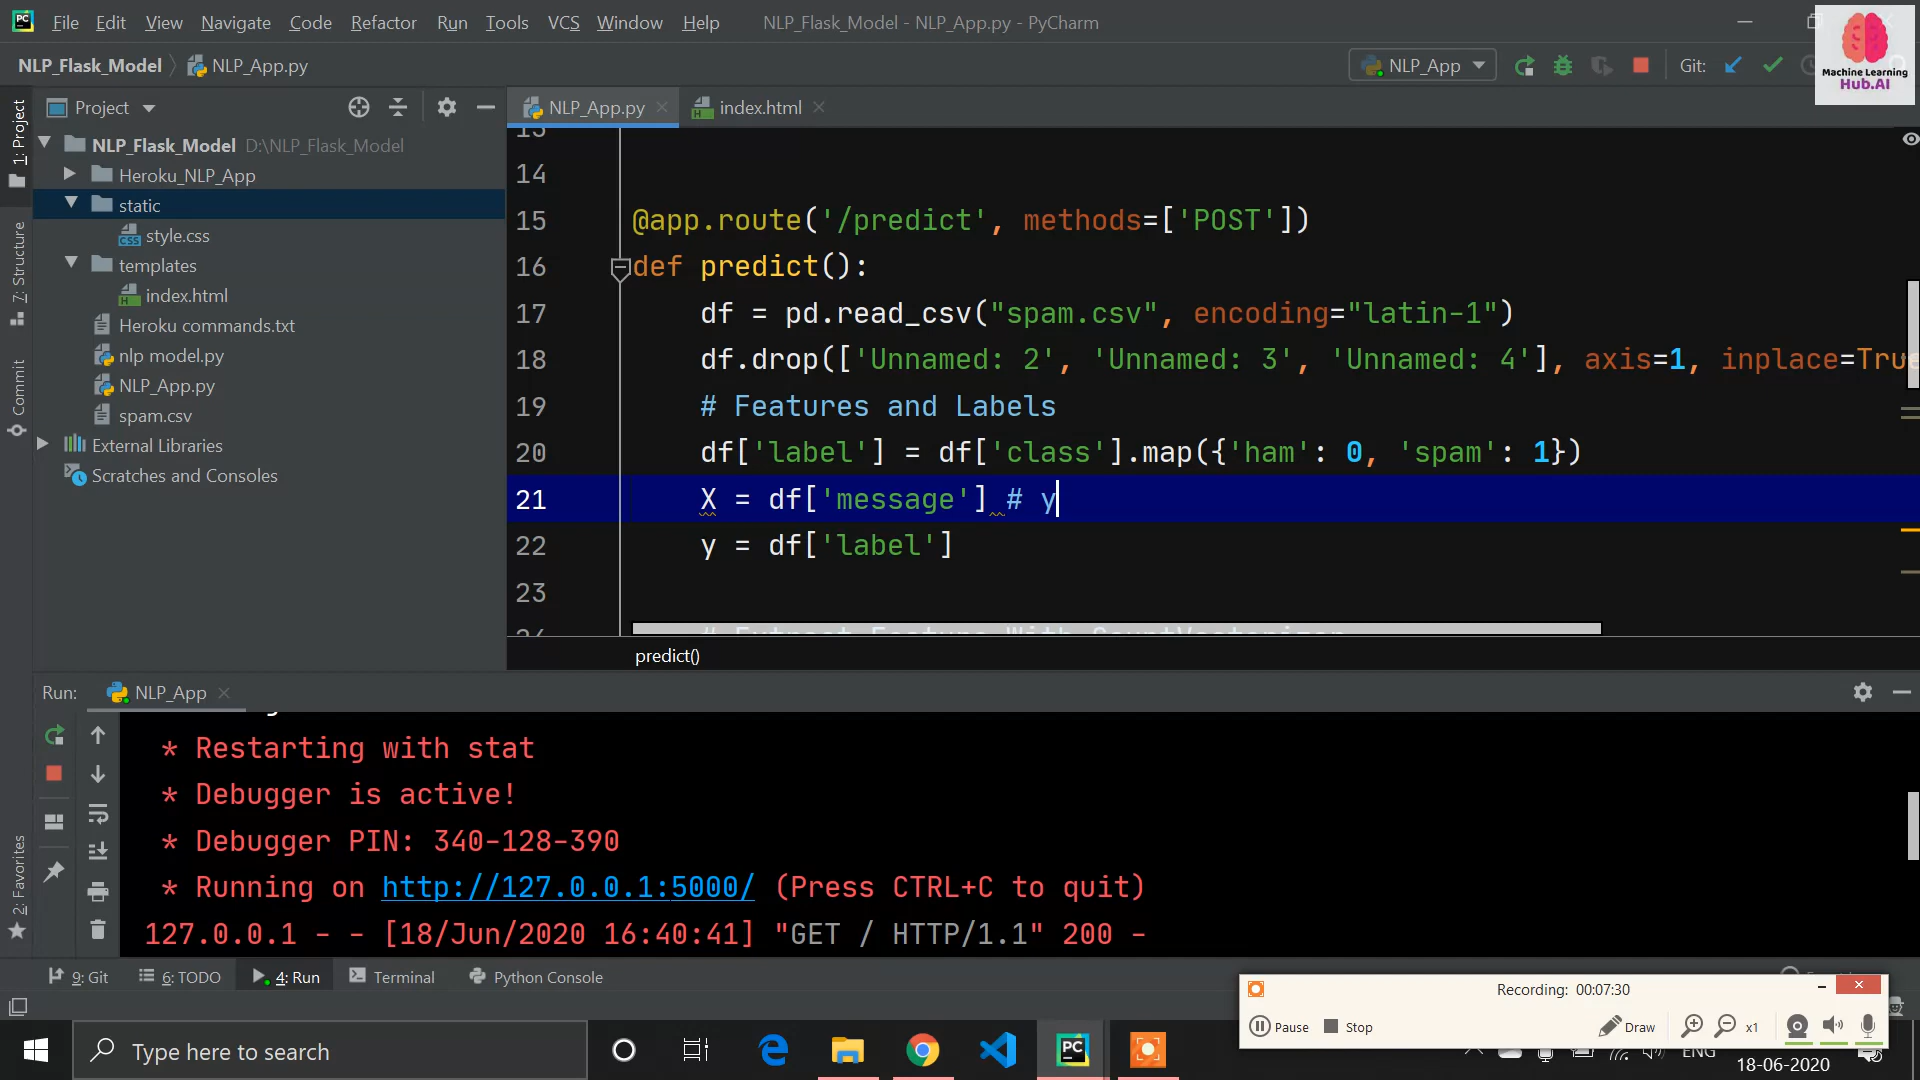 File Edit View Navigate Code Refactor Run Tools VCS Window Help NLP_Flask_Model - NLP_App.py - PyCharm
NLP_Flask_Model NLP_App.py
NLP_App Git:
Machine Learning
Hub.AI
1: Project
7: Structure
Commit
2: Favorites
Project
NLP_Flask_Model D:\NLP_Flask_Model
Heroku_NLP_App
static
style.css
templates
index.html
Heroku commands.txt
nlp model.py
NLP_App.py
spam.csv
External Libraries
Scratches and Consoles
NLP_App.py index.html
13
14
15 @app.route('/predict', methods=['POST'])
16 def predict():
17 df = pd.read_csv("spam.csv", encoding="latin-1")
18 df.drop(['Unnamed: 2', 'Unnamed: 3', 'Unnamed: 4'], axis=1, inplace=True
19 # Features and Labels
20 df['label'] = df['class'].map({'ham': 0, 'spam': 1})
21 X = df['message'] # y
22 y = df['label']
23
24 # Extract Feature With CountVectorizer
predict()
Run: NLP_App
* Restarting with stat
* Debugger is active!
* Debugger PIN: 340-128-390
* Running on http://127.0.0.1:5000/ (Press CTRL+C to quit)
127.0.0.1 - - [18/Jun/2020 16:40:41] "GET / HTTP/1.1" 200 -
9: Git 6: TODO 4: Run Terminal Python Console
Recording: 00:07:30
Pause Stop Draw x1
Type here to search
ENG
18-06-2020